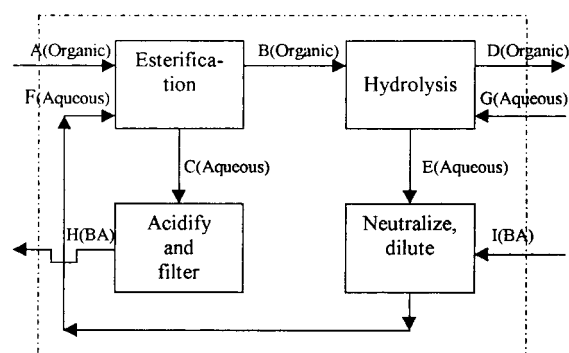 A(Organic)
B(Organic)
D(Organic)
Esterifica-
tion
Hydrolysis
F(Aqueous)
G(Aqueous)
C(Aqueous)
E(Aqueous)
H(BA)
Acidify
and
filter
Neutralize,
dilute
I(BA)